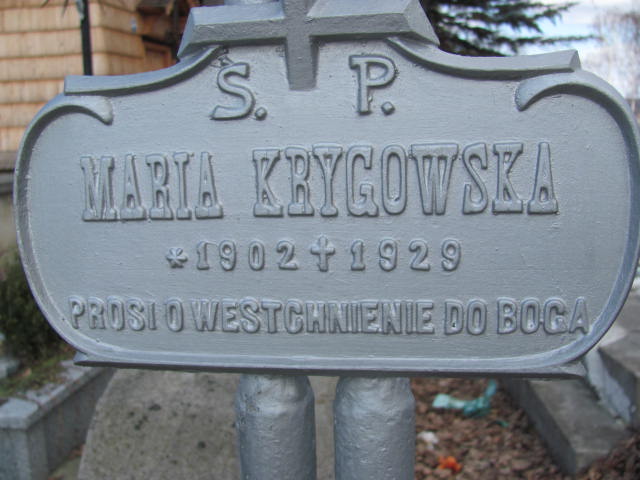 Ś. P.
MARIA KRYGOWSKA
* 1902 ✝ 1929
PROSI O WESTCHNIENIE DO BOGA